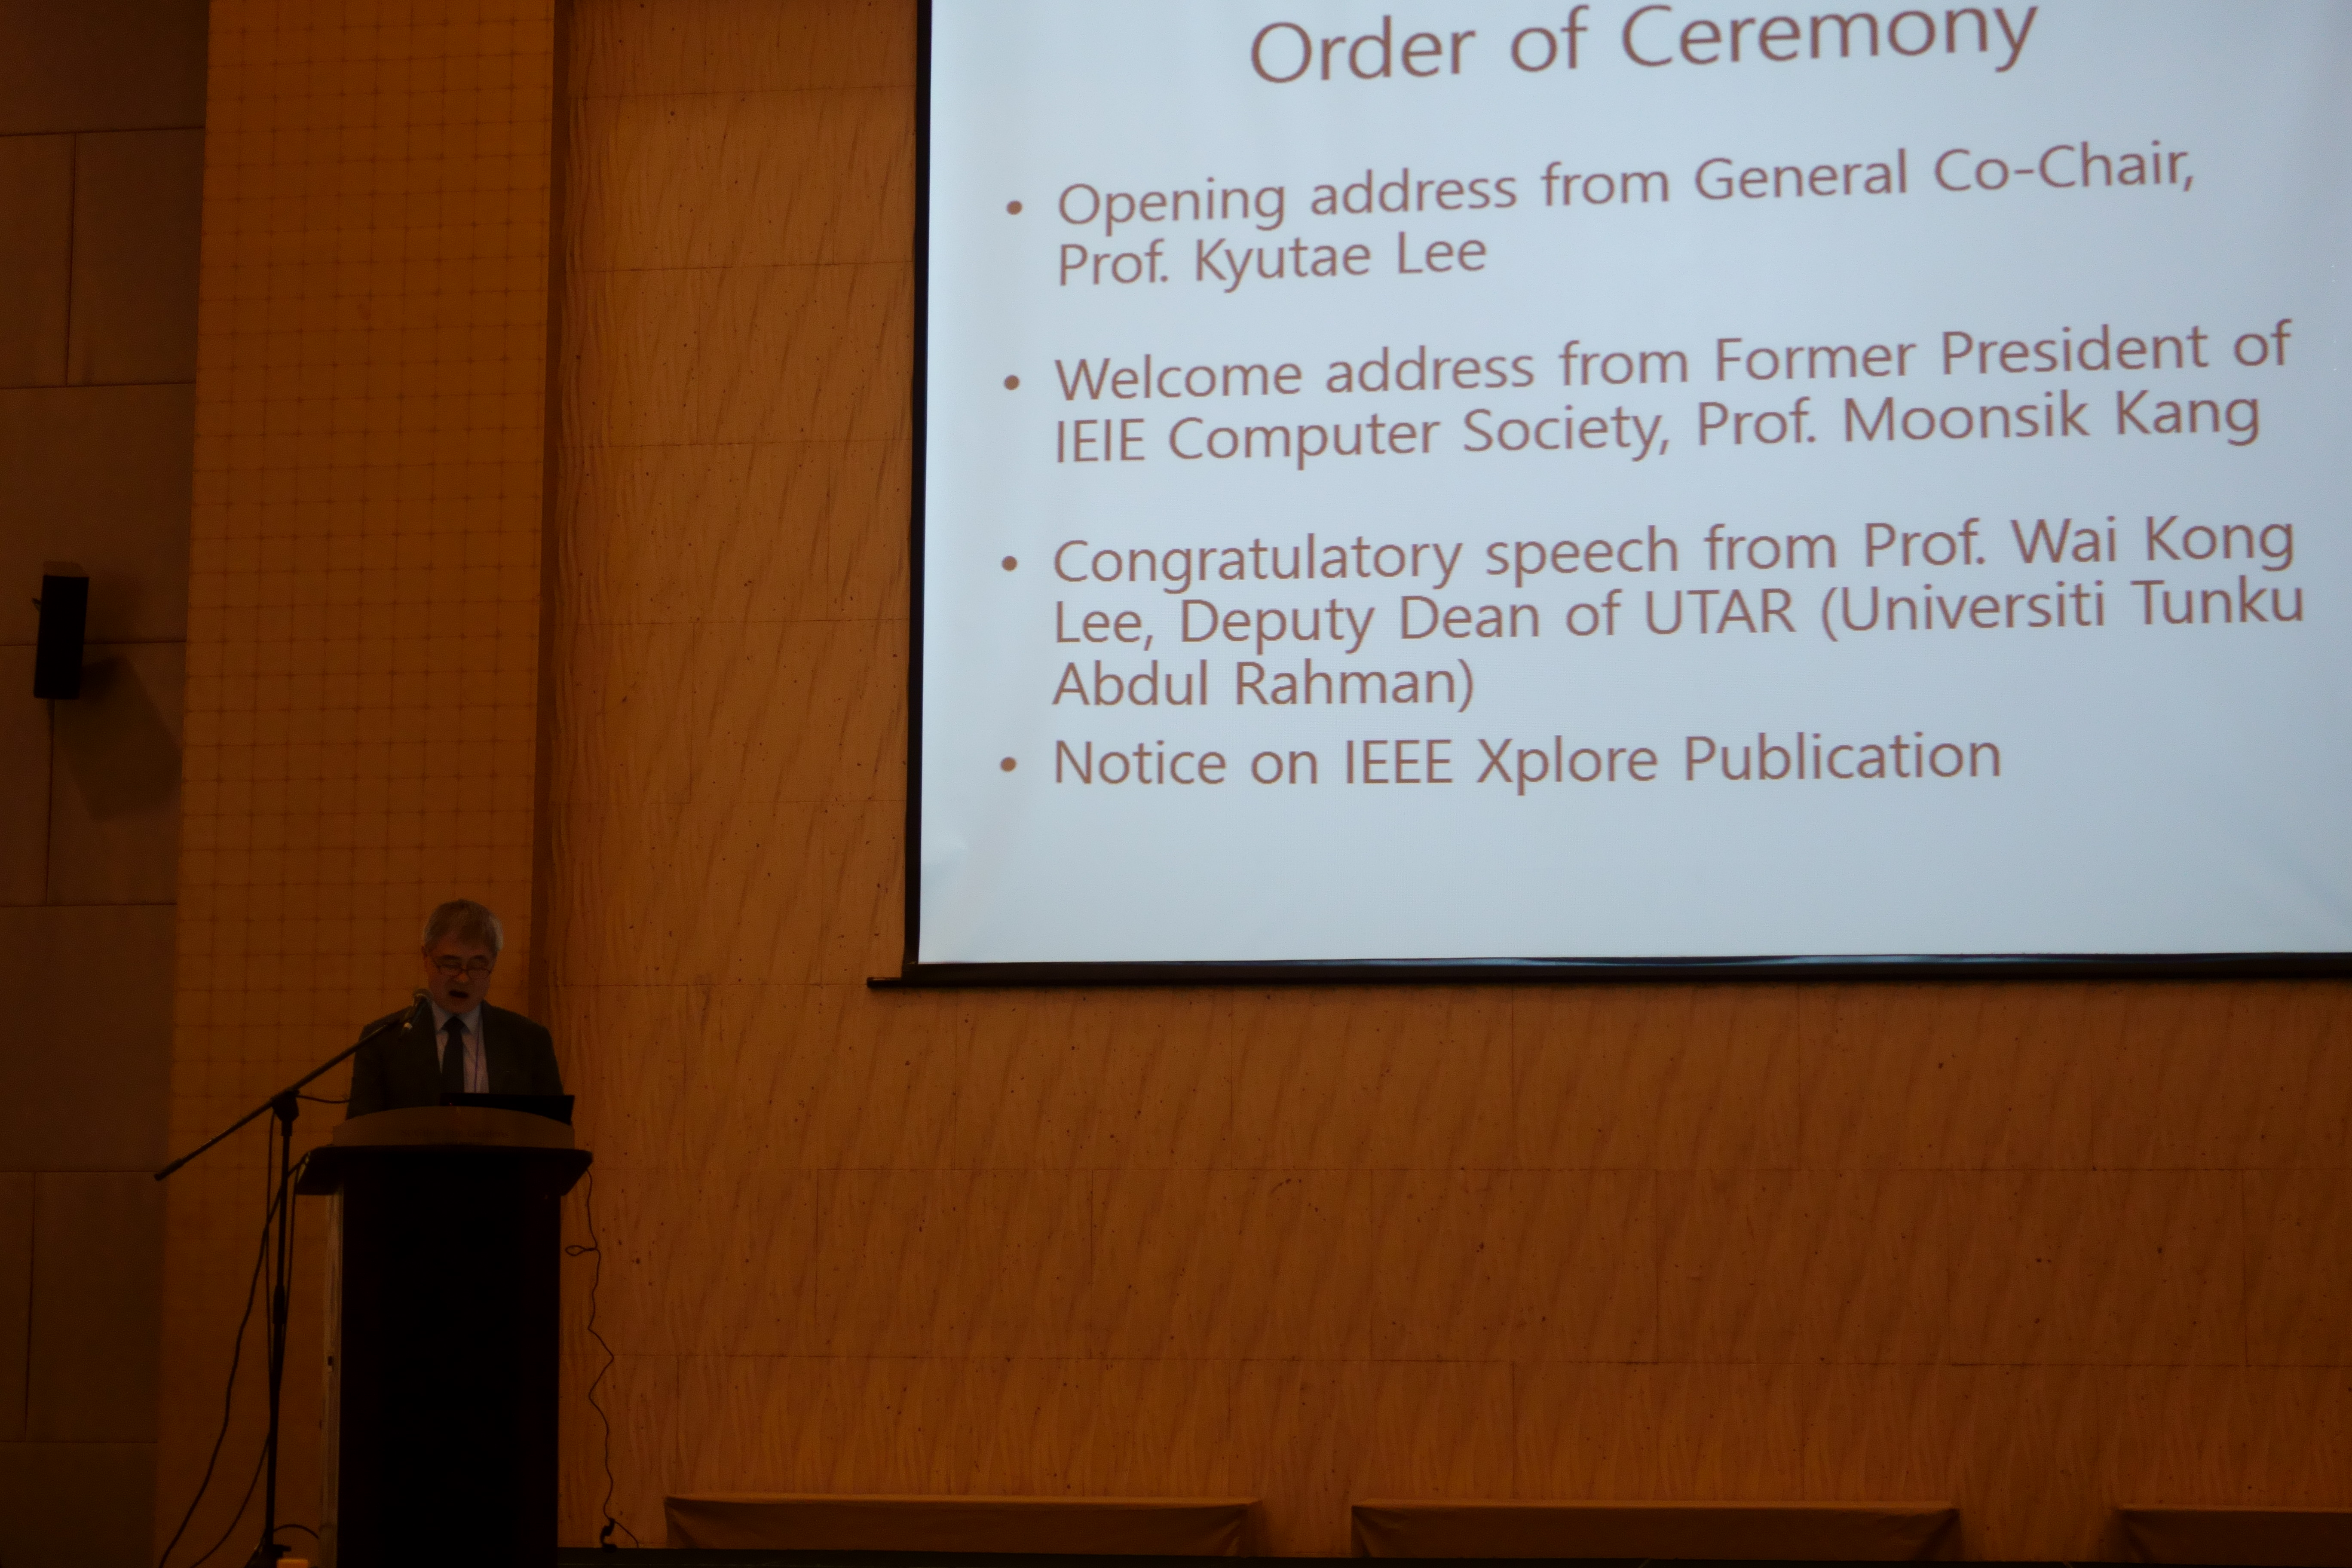 Order of Ceremony
• Opening address from General Co-Chair,
Prof. Kyutae Lee
• Welcome address from Former President of
IEIE Computer Society, Prof. Moonsik Kang
• Congratulatory speech from Prof. Wai Kong
Lee, Deputy Dean of UTAR (Universiti Tunku
Abdul Rahman)
• Notice on IEEE Xplore Publication